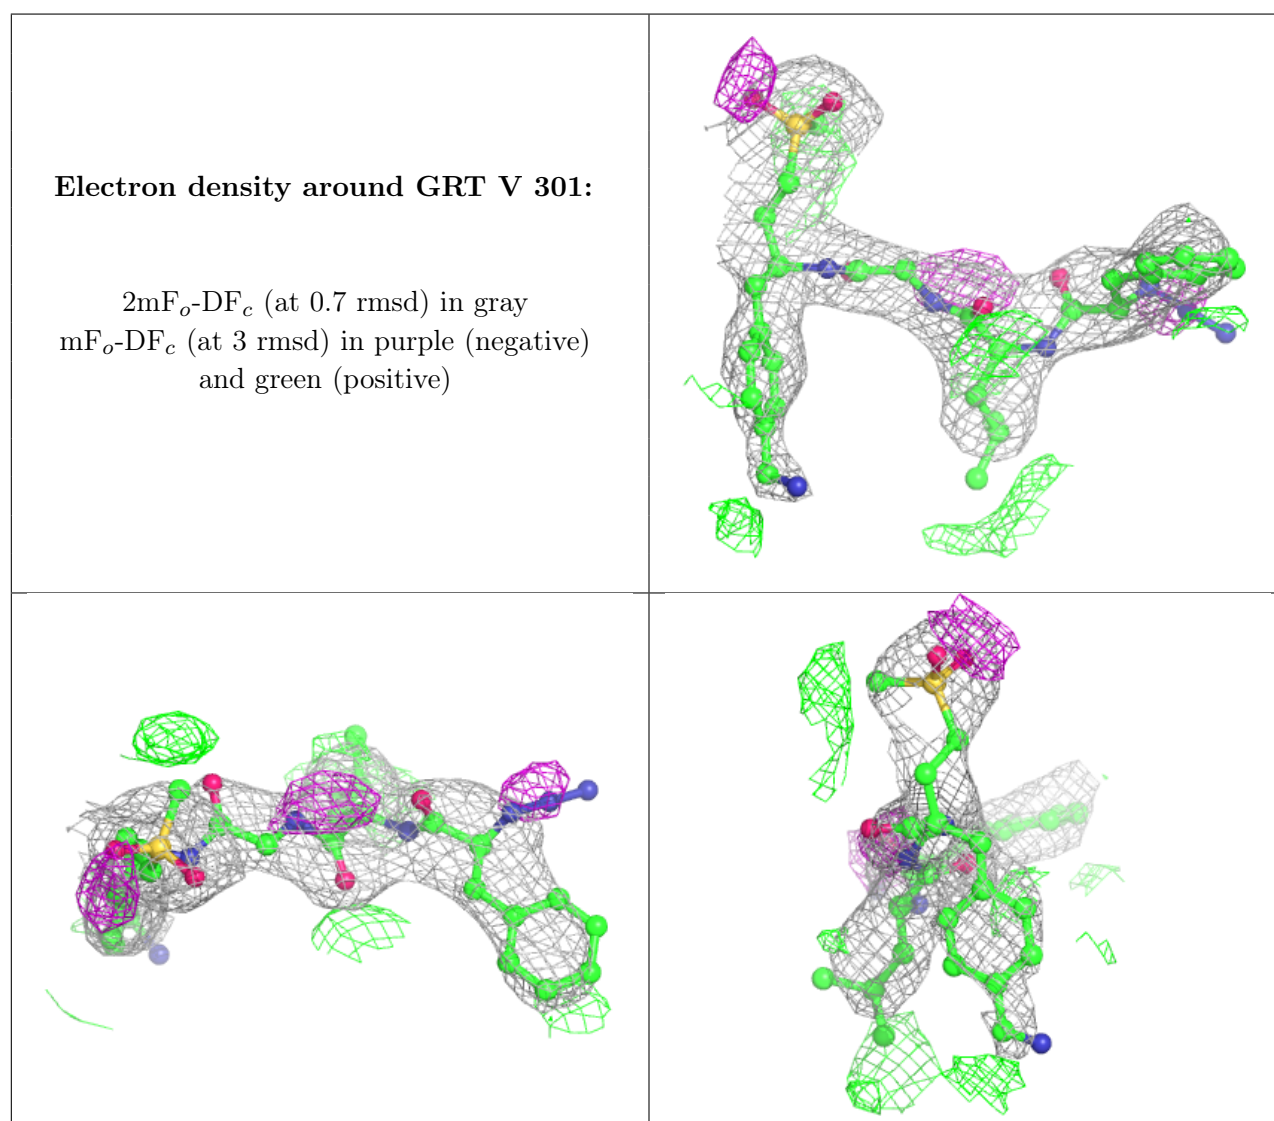 Electron density around GRT V 301:
2mFo-DFc (at 0.7 rmsd) in gray
mFo-DFc (at 3 rmsd) in purple (negative)
and green (positive)